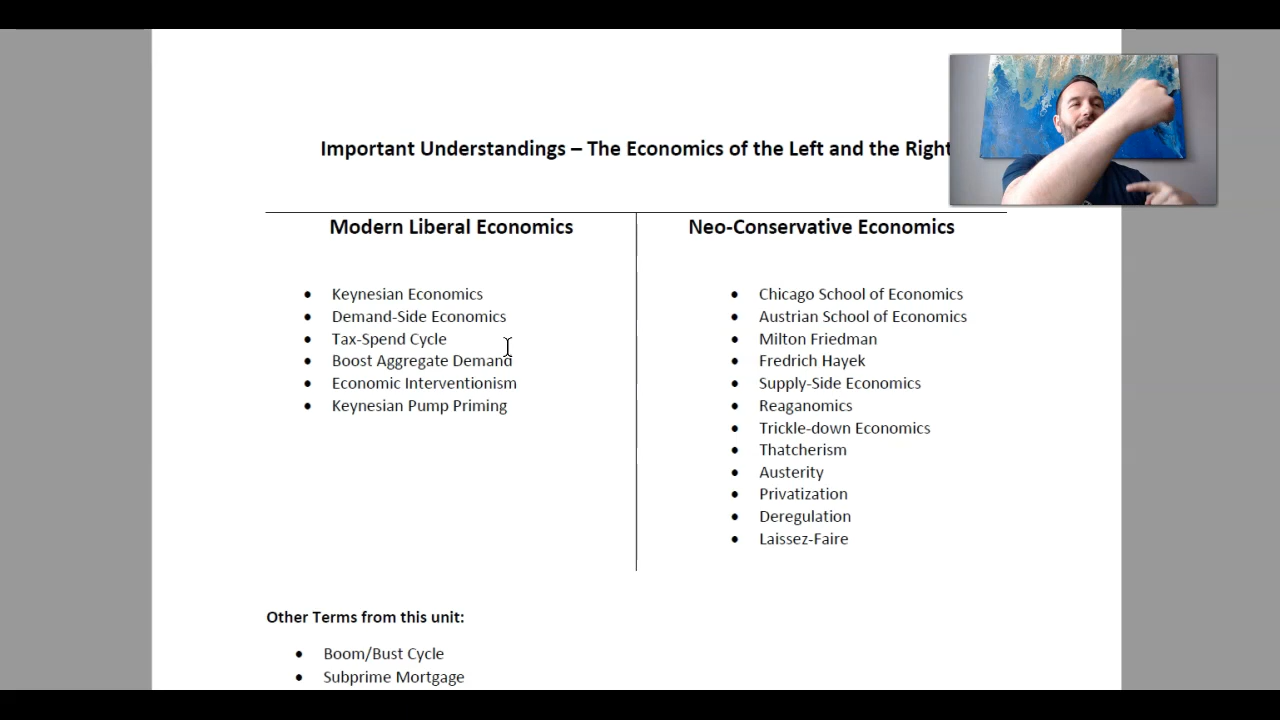 Important Understandings – The Economics of the Left and the Right
Modern Liberal Economics
• Keynesian Economics
• Demand-Side Economics
• Tax-Spend Cycle
• Boost Aggregate Demand
• Economic Interventionism
• Keynesian Pump Priming
Neo-Conservative Economics
• Chicago School of Economics
• Austrian School of Economics
• Milton Friedman
• Fredrich Hayek
• Supply-Side Economics
• Reaganomics
• Trickle-down Economics
• Thatcherism
• Austerity
• Privatization
• Deregulation
• Laissez-Faire
Other Terms from this unit:
• Boom/Bust Cycle
• Subprime Mortgage